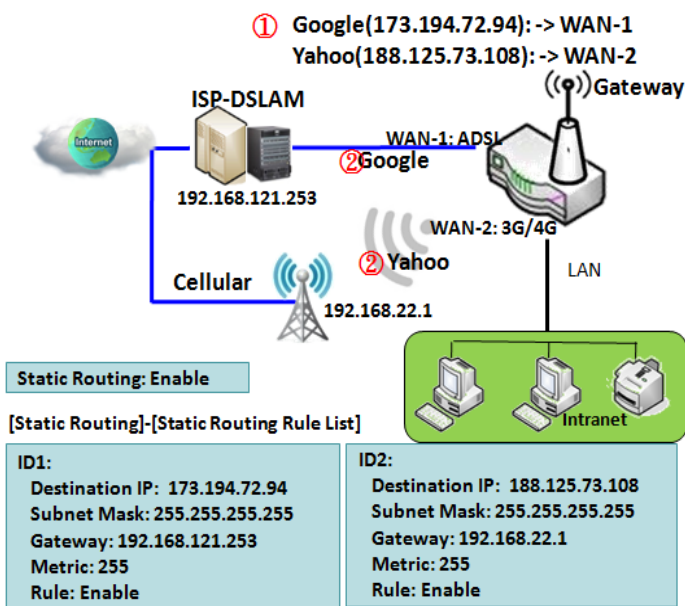 ① Google(173.194.72.94): -> WAN-1
Yahoo(188.125.73.108): -> WAN-2
Gateway
ISP-DSLAM
Internet
WAN-1: ADSL
②Google
192.168.121.253
WAN-2: 3G/4G
② Yahoo
LAN
Cellular
192.168.22.1
Static Routing: Enable
Intranet
[Static Routing]-[Static Routing Rule List]
ID1:
Destination IP: 173.194.72.94
Subnet Mask: 255.255.255.255
Gateway: 192.168.121.253
Metric: 255
Rule: Enable
ID2:
Destination IP: 188.125.73.108
Subnet Mask: 255.255.255.255
Gateway: 192.168.22.1
Metric: 255
Rule: Enable